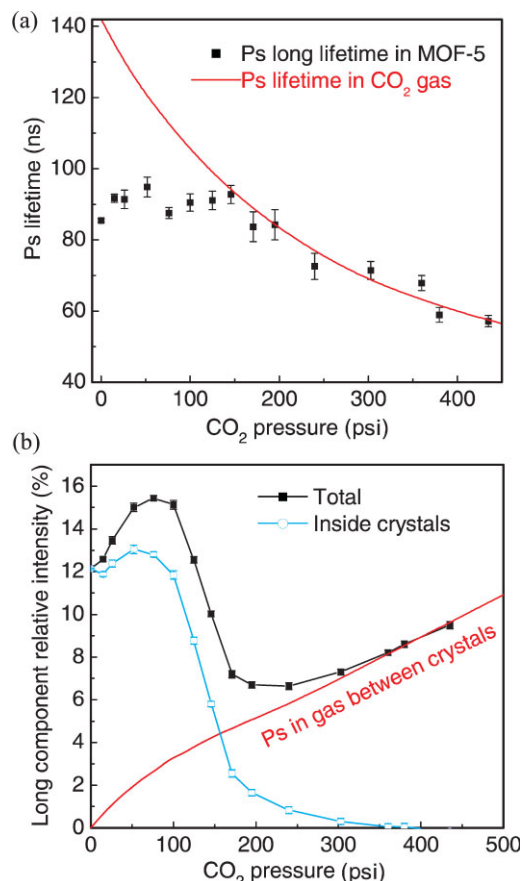 (a)
140
120
100
80
60
40
Ps lifetime (ns)
Ps long lifetime in MOF-5
Ps lifetime in CO₂ gas
0 100 200 300 400
CO₂ pressure (psi)
(b)
16
14
12
10
8
6
4
2
0
Long component relative intensity (%)
Total
Inside crystals
Ps in gas between crystals
0 100 200 300 400 500
CO₂ pressure (psi)